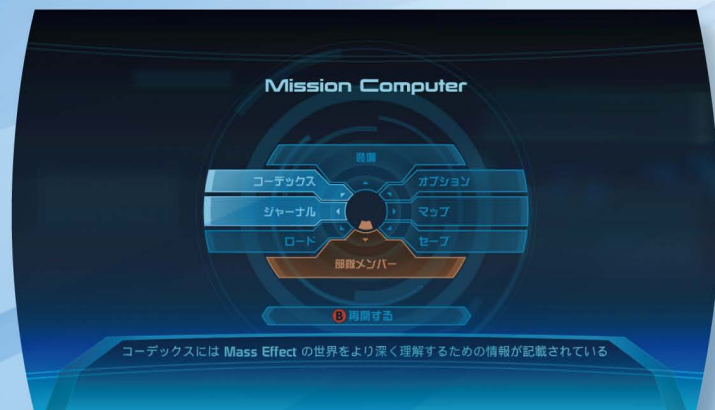 Mission Computer
装備
コーデックス
オプション
ジャーナル
マップ
ロード
セーブ
部隊メンバー
B 再開する
コーデックスには Mass Effect の世界をより深く理解するための情報が記載されている